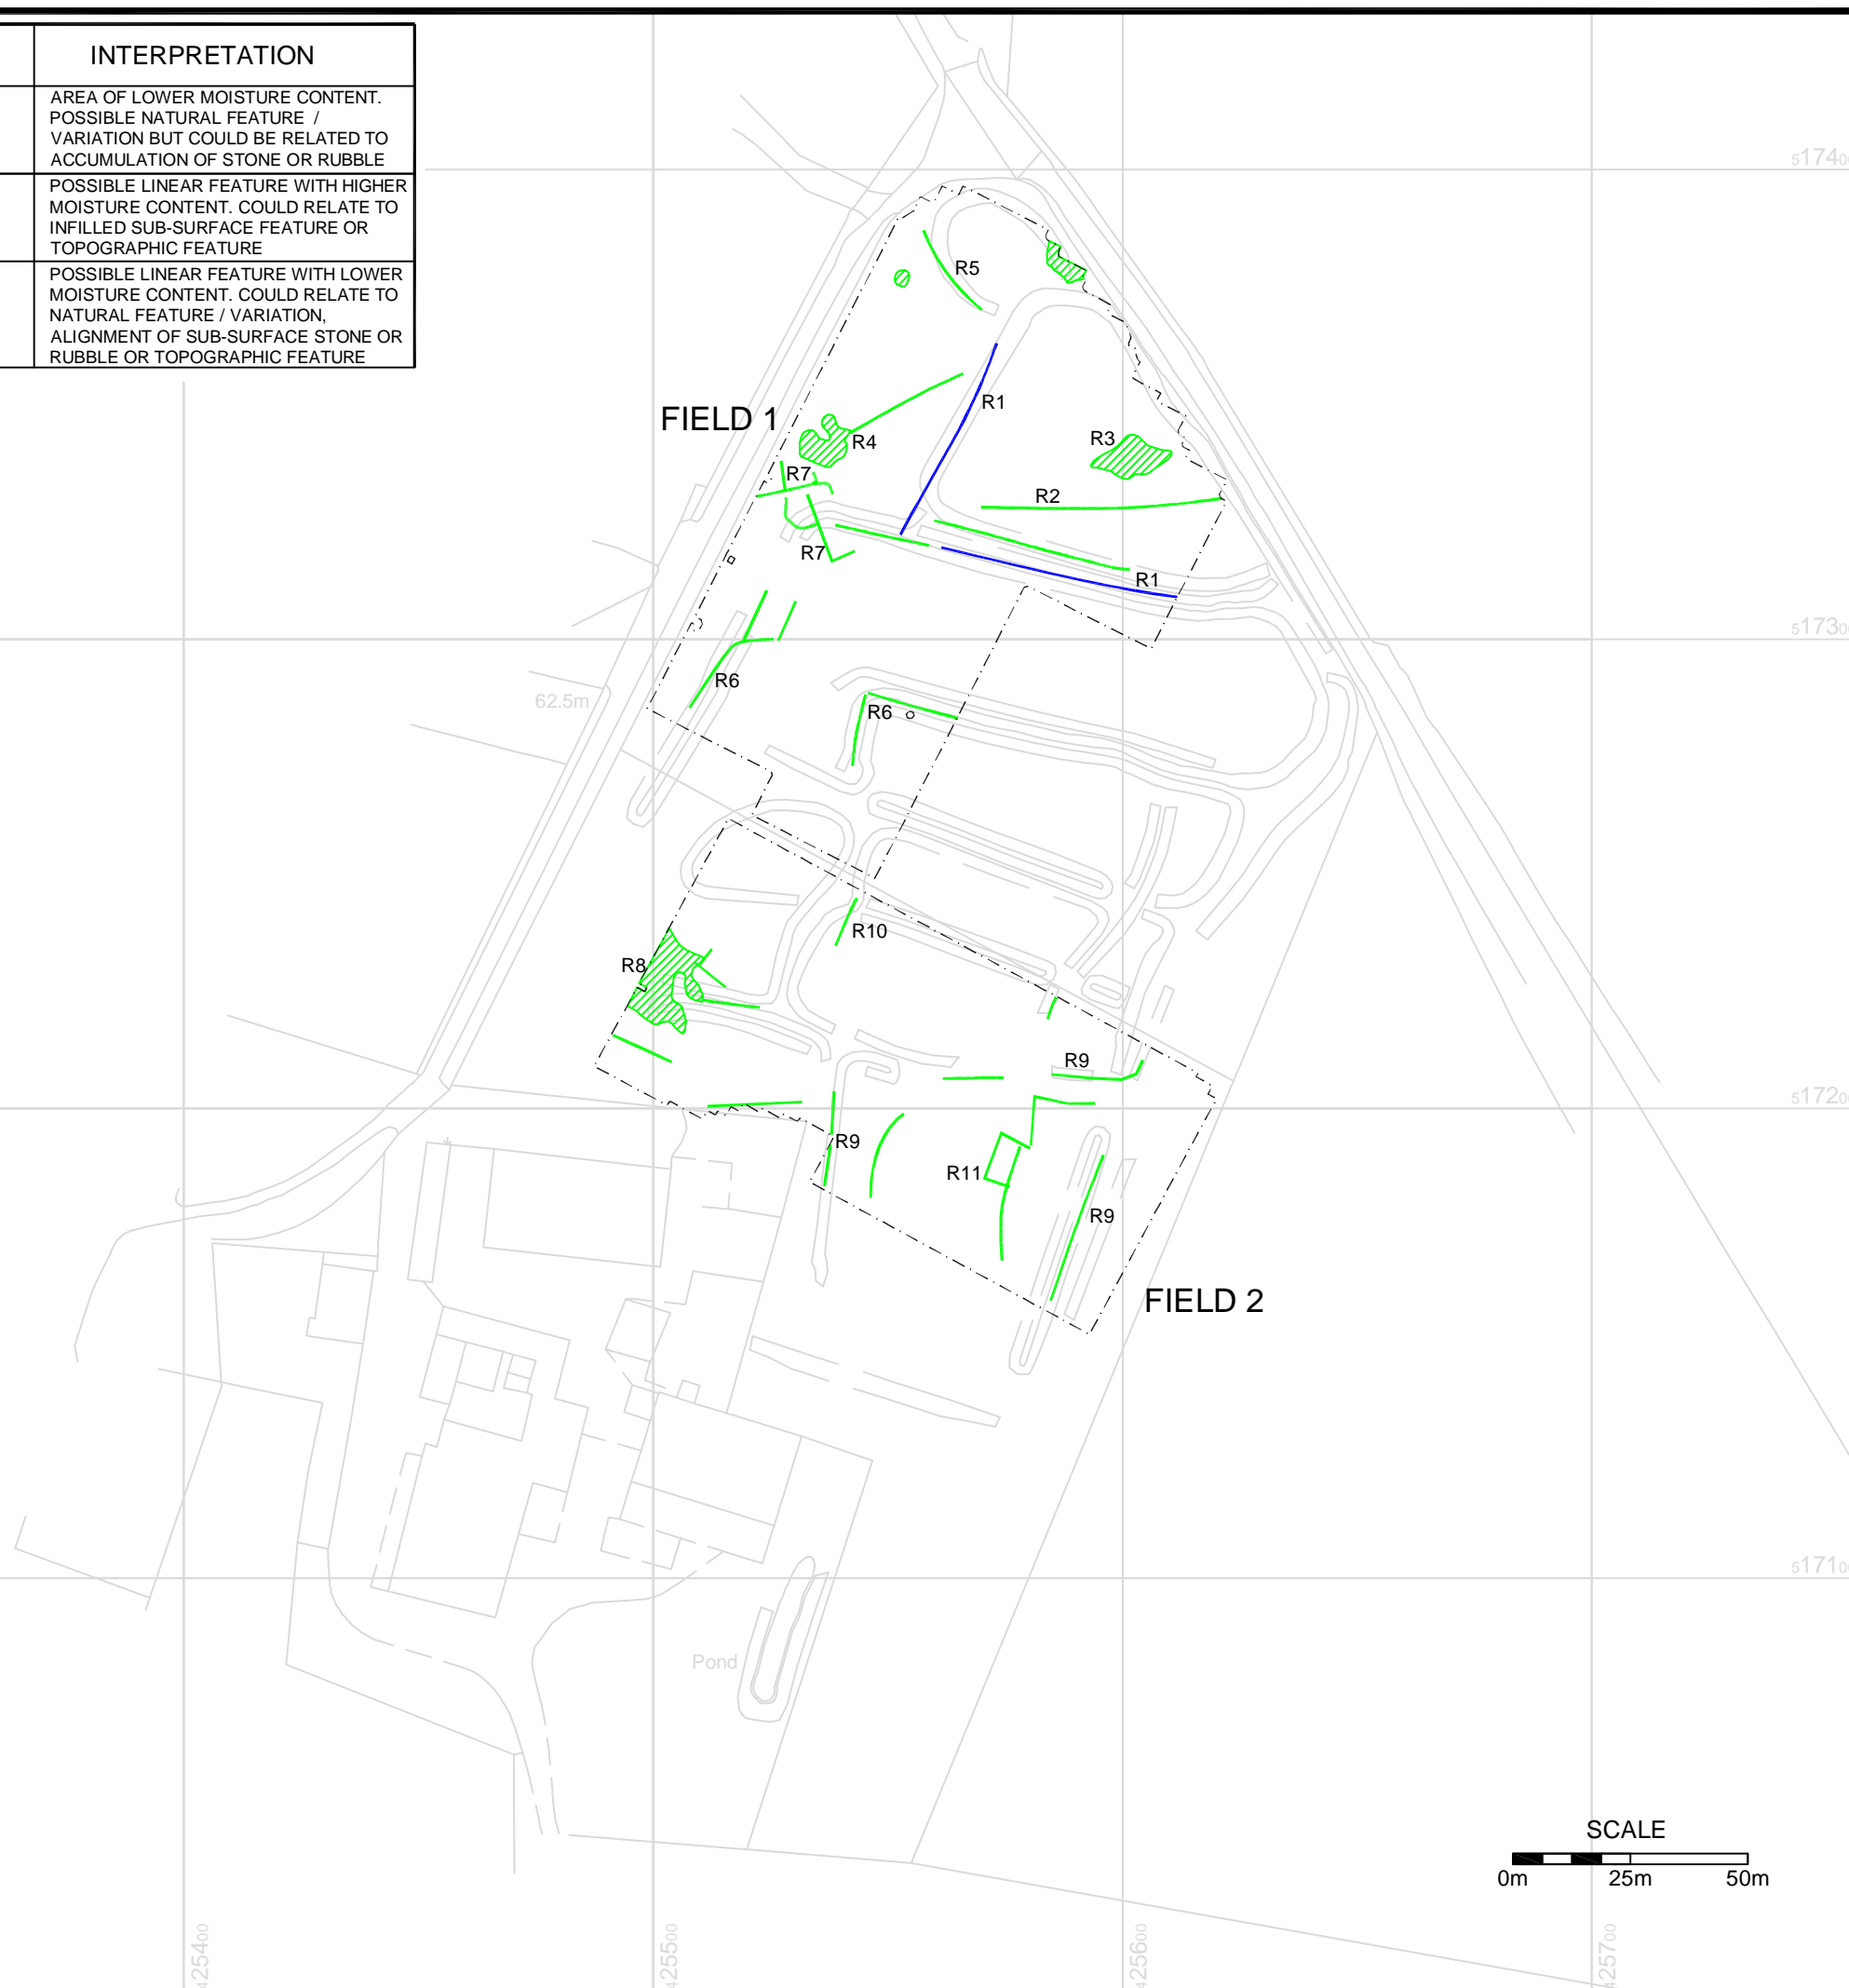 INTERPRETATION
AREA OF LOWER MOISTURE CONTENT.
POSSIBLE NATURAL FEATURE /
VARIATION BUT COULD BE RELATED TO
ACCUMULATION OF STONE OR RUBBLE
POSSIBLE LINEAR FEATURE WITH HIGHER
MOISTURE CONTENT. COULD RELATE TO
INFILLED SUB-SURFACE FEATURE OR
TOPOGRAPHIC FEATURE
POSSIBLE LINEAR FEATURE WITH LOWER
MOISTURE CONTENT. COULD RELATE TO
NATURAL FEATURE / VARIATION,
ALIGNMENT OF SUB-SURFACE STONE OR
RUBBLE OR TOPOGRAPHIC FEATURE
517400
R5
R1
FIELD 1
R4
R3
R7
R2
R7
R1
517300
R6
62.5m
R6
R10
R8
R9
517200
R9
R11
R9
FIELD 2
517100
Pond
SCALE
0m 25m 50m
425400
425500
425600
425700